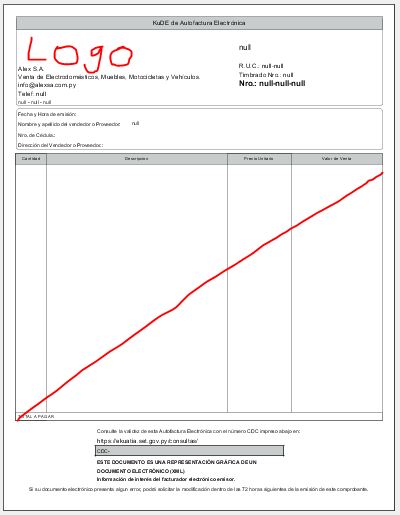 KuDE de Autofactura Electrónica
Logo
null
Alex S.A.
R.U.C.: null-null
Venta de Electrodomésticos, Muebles, Motocicletas y Vehículos.
Timbrado Nro.: null
info@alexsa.com.py
Nro.: null-null-null
Telef: null
null - null - null
Fecha y Hora de emisión:
Nombre y apellido del vendedor o Proveedor: null
Nro. de Cédula:
Dirección del Vendedor o Proveedor:
Cantidad Descripcion Precio Unitario Valor de Venta
TOTAL A PAGAR
Consulte la validez de esta Autofactura Electrónica con el número CDC impreso abajo en:
https://ekuatia.set.gov.py/consultas/
CDC:
ESTE DOCUMENTO ES UNA REPRESENTACIÓN GRÁFICA DE UN
DOCUMENTO ELECTRÓNICO (XML)
Información de interés del facturador electrónico emisor.
Si su documento electrónico presenta algún error, podrá solicitar la modificación dentro de las 72 horas siguientes de la emisión de este comprobante.